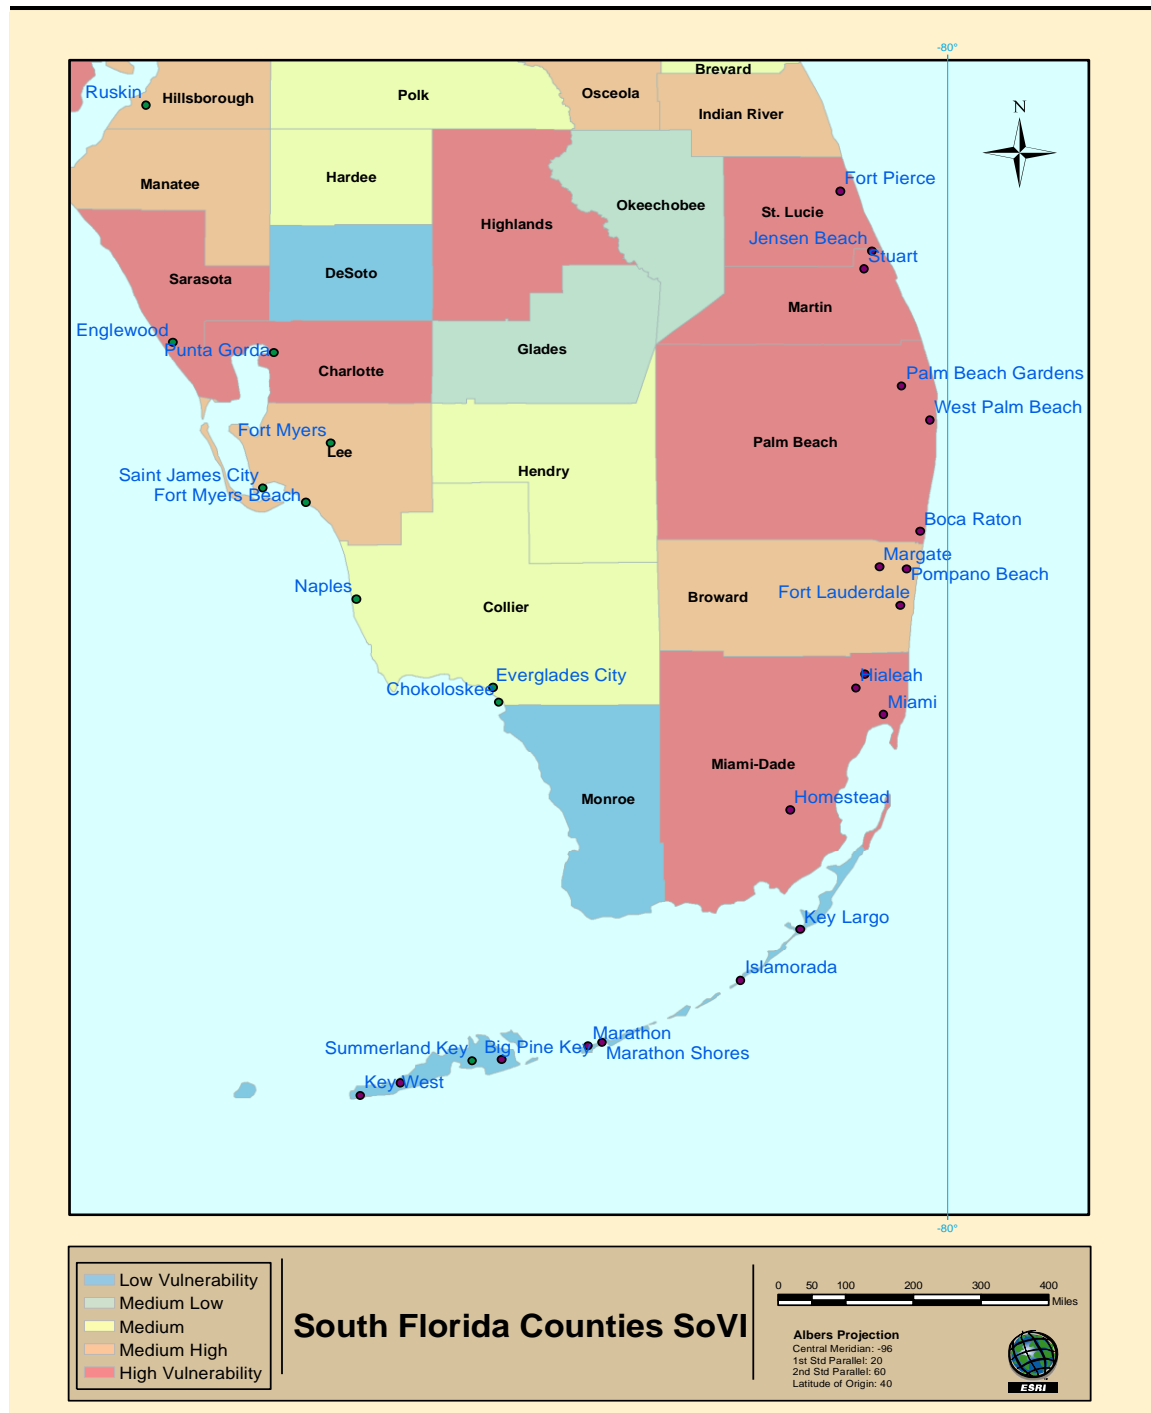 -80°
Brevard
Ruskin
Hillsborough
Polk
Osceola
Indian River
N
Manatee
Hardee
Fort Pierce
Okeechobee
St. Lucie
Highlands
Jensen Beach
Stuart
Sarasota
DeSoto
Martin
Englewood
Punta Gorda
Glades
Charlotte
Palm Beach Gardens
West Palm Beach
Fort Myers
Lee
Palm Beach
Saint James City
Hendry
Fort Myers Beach
Boca Raton
Margate
Pompano Beach
Naples
Fort Lauderdale
Broward
Collier
Everglades City
Hialeah
Chokoloskee
Miami
Miami-Dade
Monroe
Homestead
Key Largo
Islamorada
Marathon
Summerland Key
Big Pine Key
Marathon Shores
Key West
-80°
Low Vulnerability
Medium Low
Medium
Medium High
High Vulnerability
South Florida Counties SoVI
0 50 100 200 300 400
Miles
Albers Projection
Central Meridian: -96
1st Std Parallel: 20
2nd Std Parallel: 60
Latitude of Origin: 40
ESRI